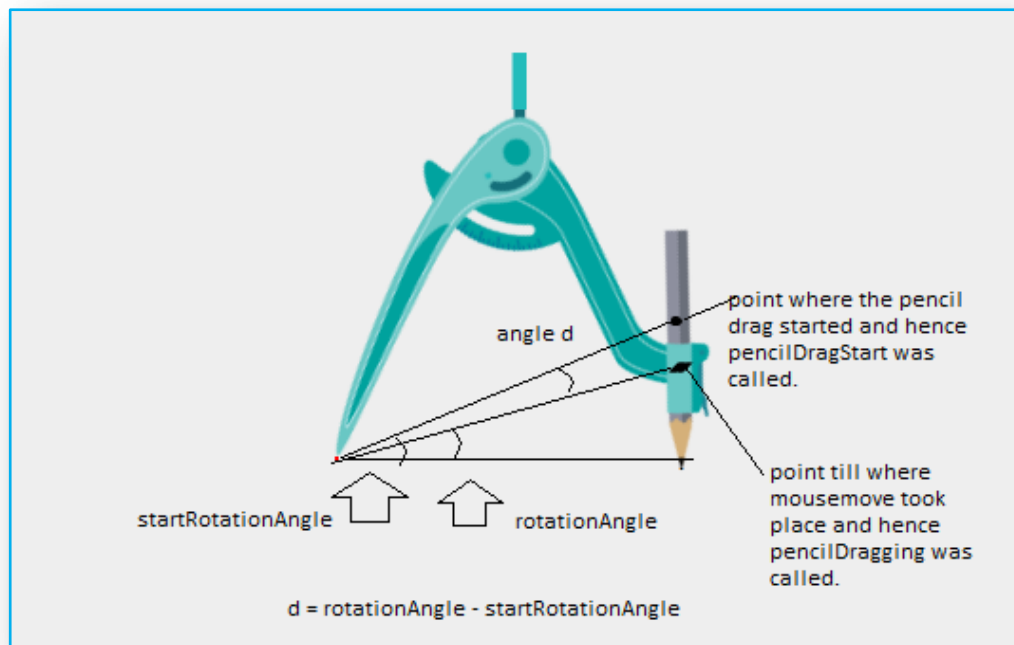 point where the pencil
drag started and hence
pencilDragStart was
called.
angle d
point till where
mousemove took
place and hence
pencilDragging was
called.
startRotationAngle
rotationAngle
d = rotationAngle - startRotationAngle